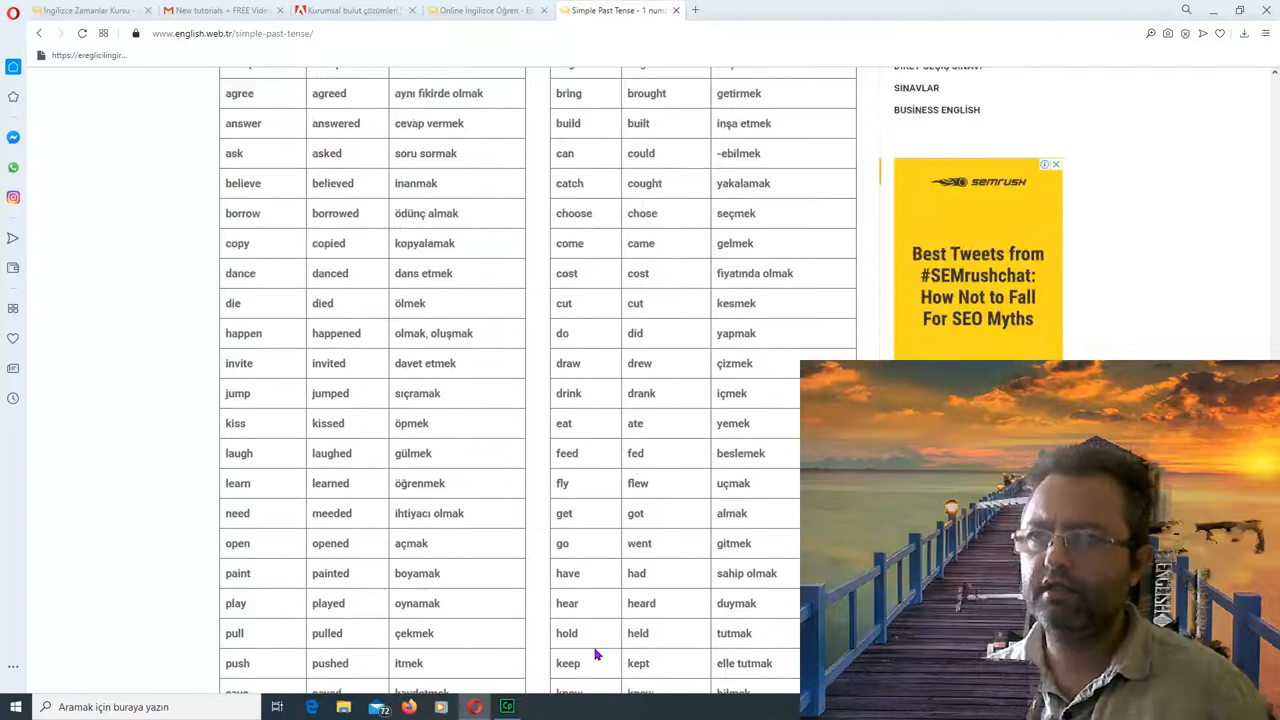 İngilizce Zamanlar Kursu -
New tutorials = FREE Video
Kurumsal bulut çözümleri
Online İngilizce Öğren - En
Simple Past Tense - 1 num
www.english.web.tr/simple-past-tense/
https://ereglicilingir...
agree agreed aynı fikirde olmak bring brought getirmek
answer answered cevap vermek build built inşa etmek
ask asked soru sormak can could -ebilmek
believe believed inanmak catch cought yakalamak
borrow borrowed ödünç almak choose chose seçmek
copy copied kopyalamak come came gelmek
dance danced dans etmek cost cost fiyatında olmak
die died ölmek cut cut kesmek
happen happened olmak, oluşmak do did yapmak
invite invited davet etmek draw drew çizmek
jump jumped sıçramak drink drank içmek
kiss kissed öpmek eat ate yemek
laugh laughed gülmek feed fed beslemek
learn learned öğrenmek fly flew uçmak
need meeded ihtiyacı olmak get got almak
open opened açmak go went gitmek
paint painted boyamak have had sahip olmak
play played oynamak hear heard duymak
pull pulled çekmek hold held tutmak
push pushed itmek keep kept elle tutmak
SINAVLAR
BUSİNESS ENGLİSH
SEMRUSH
Best Tweets from
#SEMrushchat:
How Not to Fall
For SEO Myths
ENGLISH
Aramak için buraya yazın
72
Cp